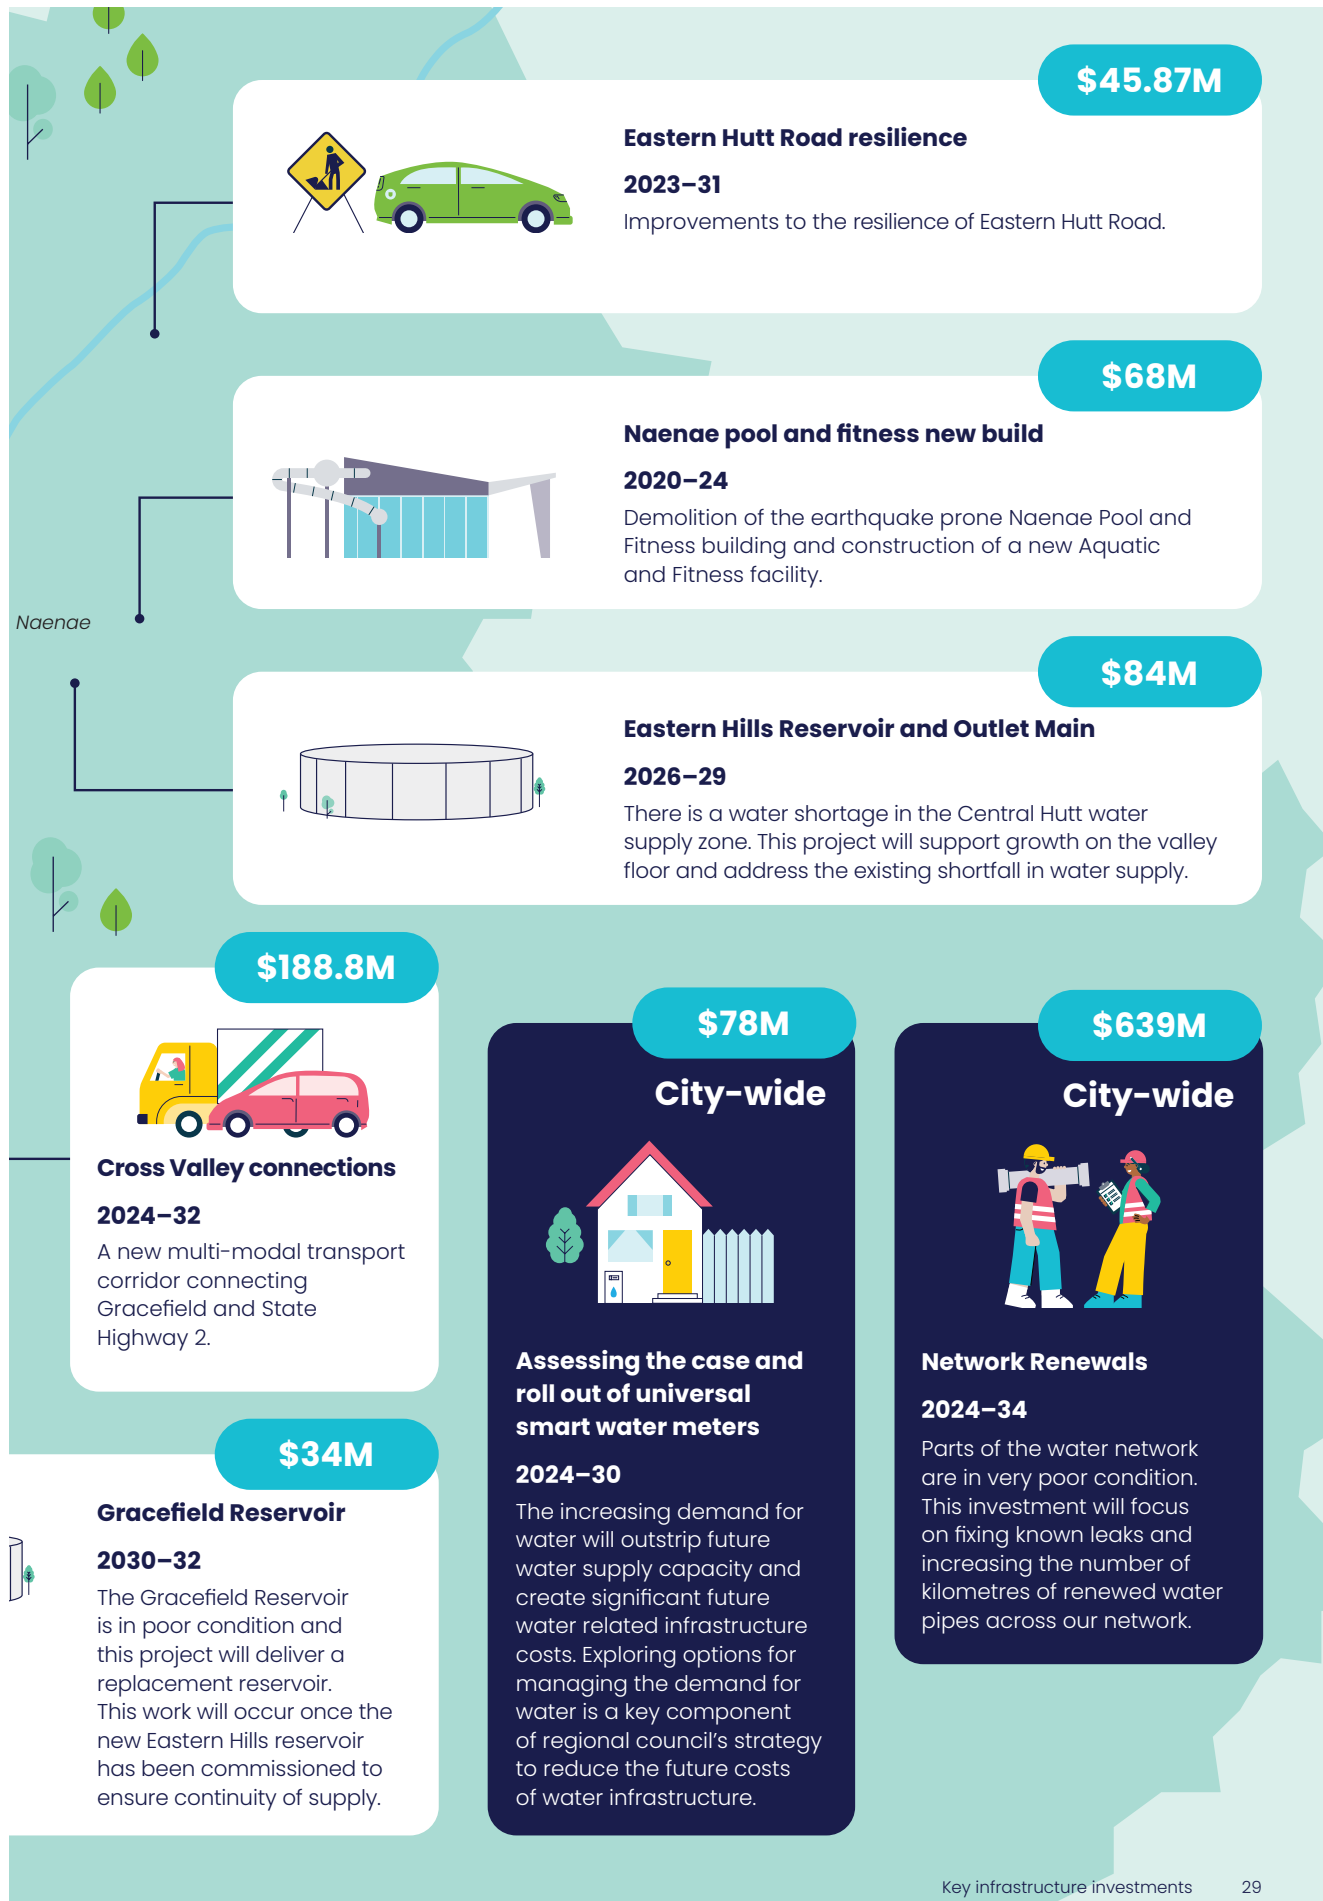 $45.87M
Eastern Hutt Road resilience
2023–31
Improvements to the resilience of Eastern Hutt Road.
$68M
Naenae pool and fitness new build
2020–24
Demolition of the earthquake prone Naenae Pool and
Fitness building and construction of a new Aquatic
and Fitness facility.
Naenae
$84M
Eastern Hills Reservoir and Outlet Main
2026–29
There is a water shortage in the Central Hutt water
supply zone. This project will support growth on the valley
floor and address the existing shortfall in water supply.
$188.8M
Cross Valley connections
2024–32
A new multi-modal transport
corridor connecting
Gracefield and State
Highway 2.
$34M
Gracefield Reservoir
2030–32
The Gracefield Reservoir
is in poor condition and
this project will deliver a
replacement reservoir.
This work will occur once the
new Eastern Hills reservoir
has been commissioned to
ensure continuity of supply.
$78M
City-wide
Assessing the case and
roll out of universal
smart water meters
2024–30
The increasing demand for
water will outstrip future
water supply capacity and
create significant future
water related infrastructure
costs. Exploring options for
managing the demand for
water is a key component
of regional council’s strategy
to reduce the future costs
of water infrastructure.
$639M
City-wide
Network Renewals
2024–34
Parts of the water network
are in very poor condition.
This investment will focus
on fixing known leaks and
increasing the number of
kilometres of renewed water
pipes across our network.
Key infrastructure investments 29